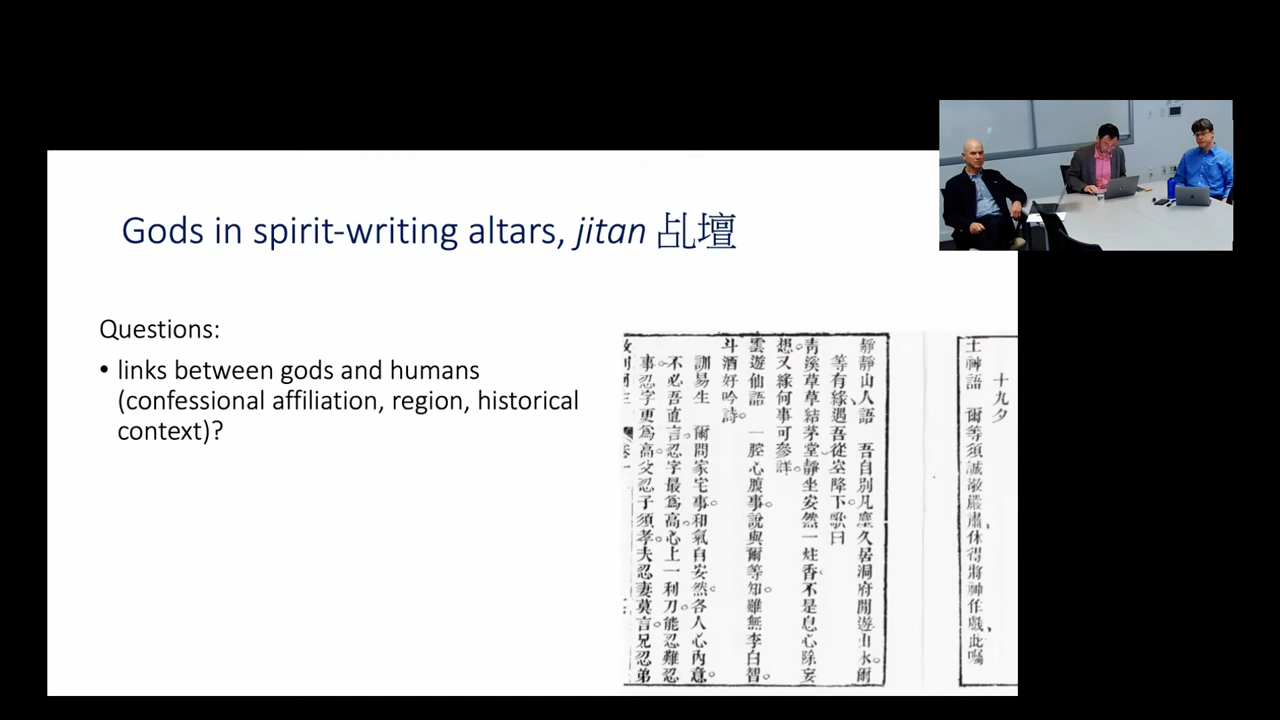 Gods in spirit-writing altars, jitan 乩壇
Questions:
• links between gods and humans
(confessional affiliation, region, historical
context)?
十九夕
土神語 爾等須誠敬嚴肅、休得將神作戲、此囑
靜靜山人語 吾自別凡塵久居洞府閒遊山水。爾
等有緣遇吾從空降下。歌曰
青溪草草結茅堂、靜坐安然一炷香、不是息心除妄
想。又緣何事可參詳。
雲遊仙語 一腔心腹事。說與爾等知。雖無李白智。
斗酒好吟詩。
訓易生 爾問家宅事。和氣自安然。各人心內意。
不必吾直言。忍字最爲高。心上一利刀。能忍難忍
事。忍字更爲高。父忍子須孝。夫忍妻莫言。兄忍弟